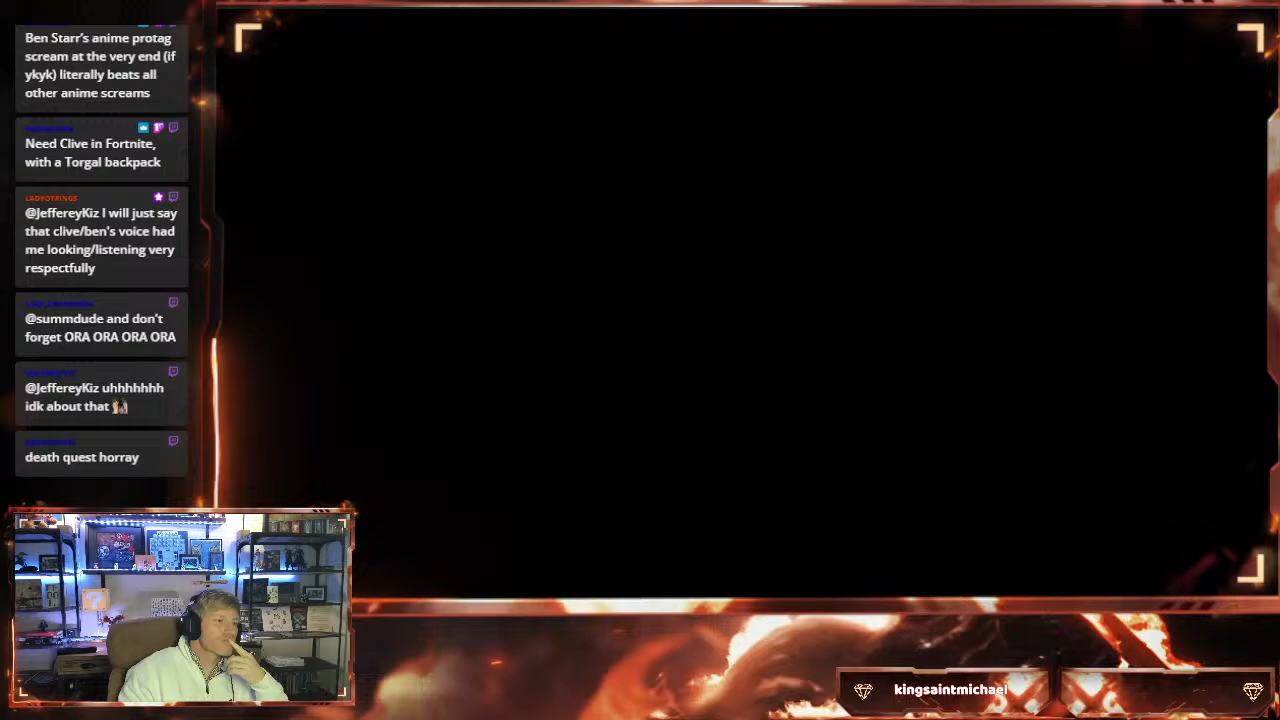 Ben Starr's anime protag
scream at the very end (if
ykyk) literally beats all
other anime screams
Need Clive in Fortnite,
with a Torgal backpack
LADYOTRINGS
@JeffereyKiz I will just say
that clive/ben's voice had
me looking/listening very
respectfully
@summdude and don't
forget ORA ORA ORA ORA
@JeffereyKiz uhhhhhhh
idk about that
death quest horray
kingsaintmichael